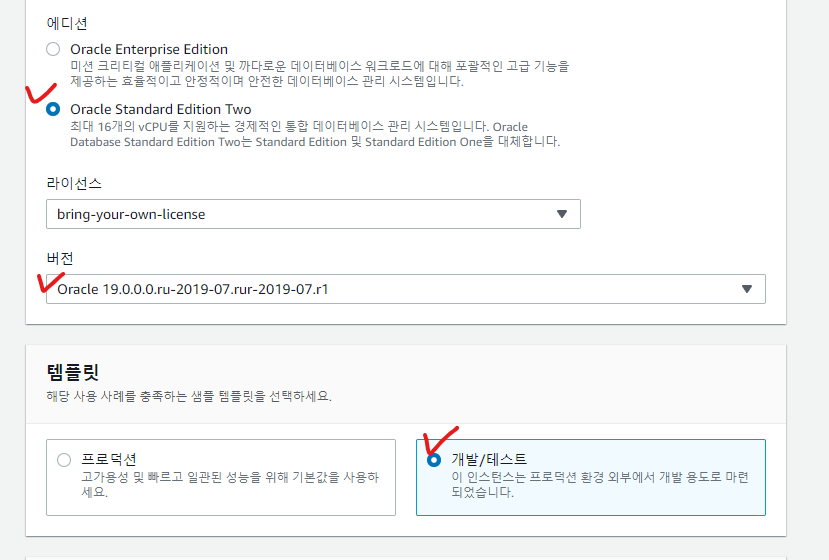 에디션
Oracle Enterprise Edition
미션 크리티컬 애플리케이션 및 까다로운 데이터베이스 워크로드에 대해 포괄적인 고급 기능을
제공하는 효율적이고 안정적이며 안전한 데이터베이스 관리 시스템입니다.
Oracle Standard Edition Two
최대 16개의 vCPU를 지원하는 경제적인 통합 데이터베이스 관리 시스템입니다. Oracle
Database Standard Edition Two는 Standard Edition 및 Standard Edition One을 대체합니다.
라이선스
bring-your-own-license
버전
Oracle 19.0.0.0.ru-2019-07.rur-2019-07.r1
템플릿
해당 사용 사례를 충족하는 샘플 템플릿을 선택하세요.
프로덕션
고가용성 및 빠르고 일관된 성능을 위해 기본값을 사용하
세요.
개발/테스트
이 인스턴스는 프로덕션 환경 외부에서 개발 용도로 마련
되었습니다.